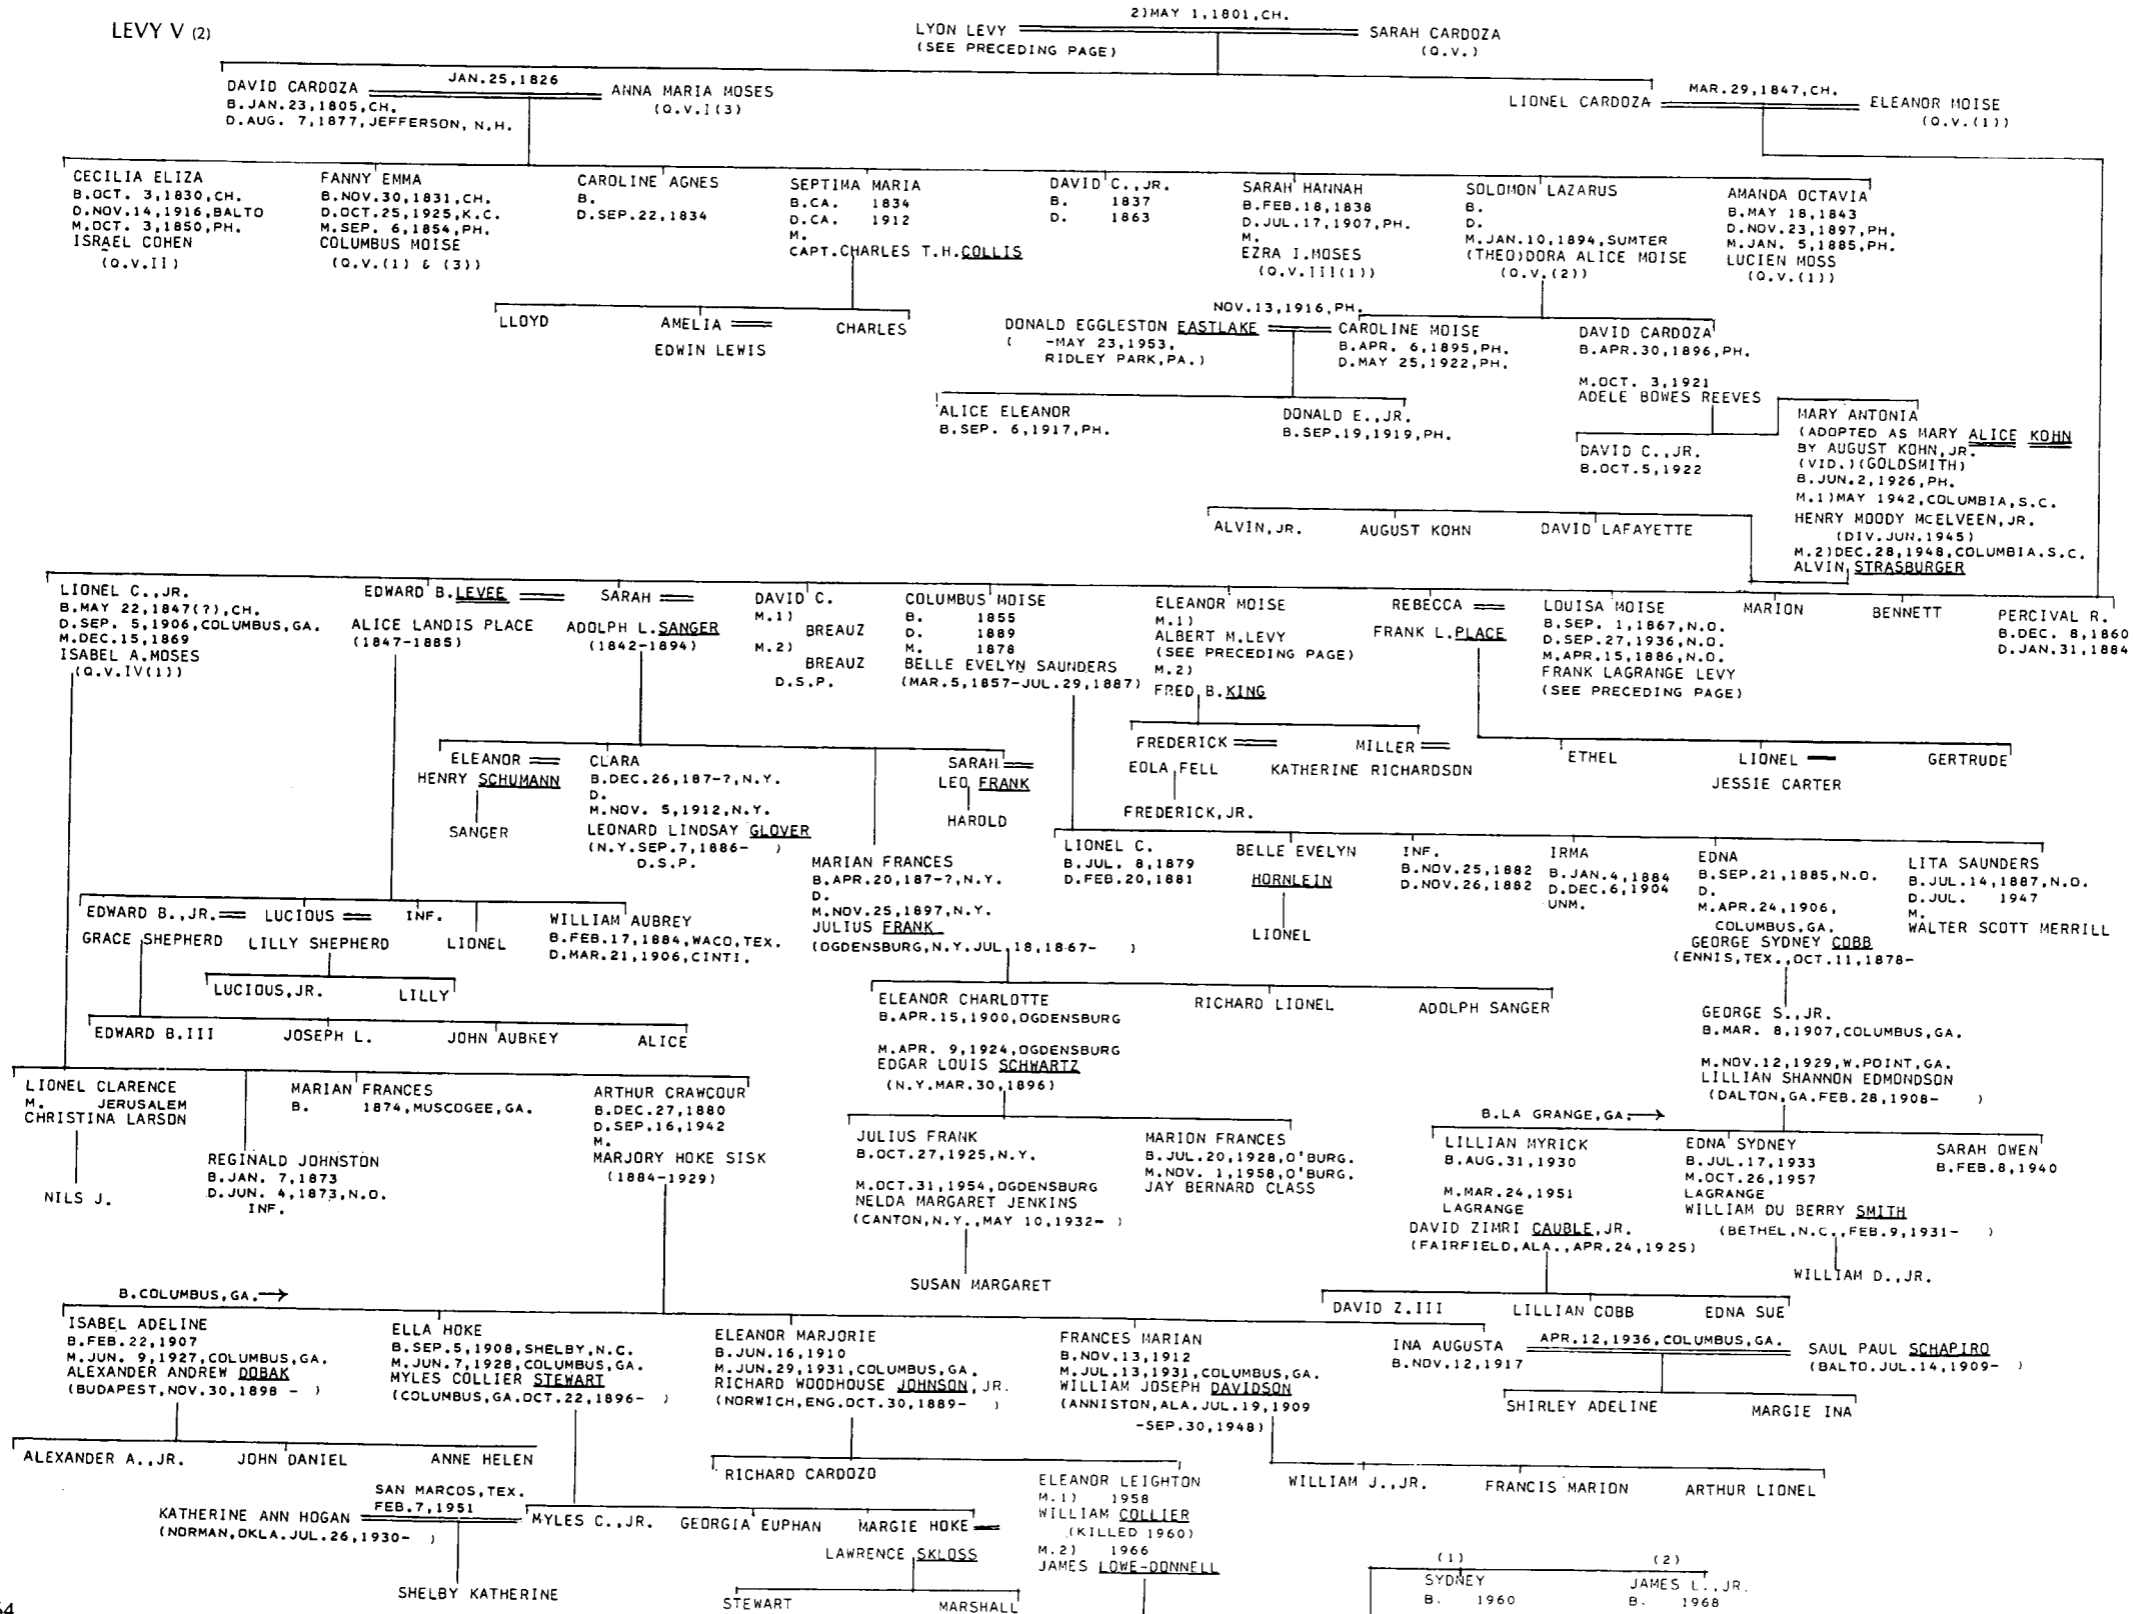 LEVY V (2)
2)MAY 1,1801,CH.
LYON LEVY
(SEE PRECEDING PAGE)
SARAH CARDOZA
(Q.V.)
DAVID CARDOZA
B.JAN.23,1805,CH.
D.AUG. 7,1877,JEFFERSON, N.H.
JAN.25,1826
ANNA MARIA MOSES
(Q.V.I(3)
LIONEL CARDOZA
MAR.29,1847,CH.
ELEANOR MOISE
(Q.V.(1))
CECILIA ELIZA
B.OCT. 3,1830,CH.
D.NOV.14,1916,BALTO
M.OCT. 3,1850,PH.
ISRAEL COHEN
(Q.V.II)
FANNY EMMA
B.NOV.30,1831,CH.
D.OCT.25,1925,K.C.
M.SEP. 6,1854,PH.
COLUMBUS MOISE
(Q.V.(1) & (3))
CAROLINE AGNES
B.
D.SEP.22,1834
SEPTIMA MARIA
B.CA. 1834
D.CA. 1912
M.
CAPT.CHARLES T.H.COLLIS
DAVID C.,JR.
B. 1837
D. 1863
SARAH HANNAH
B.FEB.18,1838
D.JUL.17,1907,PH.
M.
EZRA I.MOSES
(Q.V.III(1))
SOLOMON LAZARUS
B.
D.
M.JAN.10,1894,SUMTER
(THEO)DORA ALICE MOISE
(Q.V.(2))
AMANDA OCTAVIA
B.MAY 18,1843
D.NOV.23,1897,PH.
M.JAN. 5,1885,PH.
LUCIEN MOSS
(Q.V.(1))
LLOYD
AMELIA
EDWIN LEWIS
CHARLES
NOV.13,1916,PH.
DONALD EGGLESTON EASTLAKE
( -MAY 23,1953,
RIDLEY PARK,PA.)
CAROLINE MOISE
B.APR. 6,1895,PH.
D.MAY 25,1922,PH.
DAVID CARDOZA
B.APR.30,1896,PH.
M.OCT. 3,1921
ADELE BOWES REEVES
ALICE ELEANOR
B.SEP. 6,1917,PH.
DONALD E.,JR.
B.SEP.19,1919,PH.
DAVID C.,JR.
B.OCT.5,1922
MARY ANTONIA
(ADOPTED AS MARY ALICE KOHN
BY AUGUST KOHN,JR.
(VID.)(GOLDSMITH)
B.JUN.2,1926,PH.
M.1)MAY 1942,COLUMBIA,S.C.
HENRY MOODY MCELVEEN,JR.
(DIV.JUN.1945)
M.2)DEC.28,1948,COLUMBIA.S.C.
ALVIN STRASBURGER
ALVIN,JR.
AUGUST KOHN
DAVID LAFAYETTE
LIONEL C.,JR.
B.MAY 22,1847(?),CH.
D.SEP. 5,1906,COLUMBUS,GA.
M.DEC.15,1869
ISABEL A.MOSES
(Q.V.IV(1))
EDWARD B.LEVEE
ALICE LANDIS PLACE
(1847-1885)
SARAH
ADOLPH L.SANGER
(1842-1894)
DAVID C.
M.1)
BREAUZ
M.2)
BREAUZ
D.S.P.
COLUMBUS MOISE
B. 1855
D. 1889
M. 1878
BELLE EVELYN SAUNDERS
(MAR.5,1857-JUL.29,1887)
ELEANOR MOISE
M.1)
ALBERT M.LEVY
(SEE PRECEDING PAGE)
M.2)
FRED B.KING
REBECCA
FRANK L.PLACE
LOUISA MOISE
B.SEP. 1,1867,N.O.
D.SEP.27,1936,N.O.
M.APR.15,1886,N.O.
FRANK LAGRANGE LEVY
(SEE PRECEDING PAGE)
MARION
BENNETT
PERCIVAL R.
B.DEC. 8,1860
D.JAN.31,1884
ELEANOR
HENRY SCHUMANN
SANGER
CLARA
B.DEC.26,187-?,N.Y.
D.
M.NOV. 5,1912,N.Y.
LEONARD LINDSAY GLOVER
(N.Y.SEP.7,1886- )
D.S.P.
SARAH
LEO FRANK
HAROLD
FREDERICK
EOLA FELL
FREDERICK,JR.
MILLER
KATHERINE RICHARDSON
ETHEL
LIONEL
JESSIE CARTER
GERTRUDE
MARIAN FRANCES
B.APR.20,187-?,N.Y.
D.
M.NOV.25,1897,N.Y.
JULIUS FRANK
(OGDENSBURG,N.Y.JUL,18,1867- )
LIONEL C.
B.JUL. 8,1879
D.FEB.20,1881
BELLE EVELYN
HORNLEIN
LIONEL
INF.
B.NOV.25,1882
D.NOV.26,1882
IRMA
B.JAN.4,1884
D.DEC.6,1904
UNM.
EDNA
B.SEP.21,1885,N.O.
D.
M.APR.24,1906,
COLUMBUS,GA.
GEORGE SYDNEY COBB
(ENNIS,TEX.,OCT.11,1878-
LITA SAUNDERS
B.JUL.14,1887,N.O.
D.JUL. 1947
M.
WALTER SCOTT MERRILL
EDWARD B.,JR.
GRACE SHEPHERD
LUCIOUS
LILLY SHEPHERD
INF.
LIONEL
WILLIAM AUBREY
B.FEB.17,1884,WACO,TEX.
D.MAR.21,1906,CINTI.
LUCIOUS,JR.
LILLY
EDWARD B.III
JOSEPH L.
JOHN AUBREY
ALICE
ELEANOR CHARLOTTE
B.APR.15,1900,OGDENSBURG
M.APR. 9,1924,OGDENSBURG
EDGAR LOUIS SCHWARTZ
(N.Y.MAR.30,1896)
RICHARD LIONEL
ADOLPH SANGER
GEORGE S.,JR.
B.MAR. 8,1907,COLUMBUS,GA.
M.NOV.12,1929,W.POINT,GA.
LILLIAN SHANNON EDMONDSON
(DALTON,GA.FEB.28,1908- )
LIONEL CLARENCE
M. JERUSALEM
CHRISTINA LARSON
NILS J.
REGINALD JOHNSTON
B.JAN. 7,1873
D.JUN. 4,1873,N.O.
INF.
MARIAN FRANCES
B. 1874,MUSCOGEE,GA.
ARTHUR CRAWCOUR
B.DEC.27,1880
D.SEP.16,1942
M.
MARJORY HOKE SISK
(1884-1929)
JULIUS FRANK
B.OCT.27,1925,N.Y.
M.OCT.31,1954,OGDENSBURG
NELDA MARGARET JENKINS
(CANTON,N.Y.,MAY 10,1932- )
SUSAN MARGARET
MARION FRANCES
B.JUL.20,1928,O'BURG.
M.NOV. 1,1958,O'BURG.
JAY BERNARD CLASS
B.LA GRANGE,GA.→
LILLIAN MYRICK
B.AUG.31,1930
M.MAR.24,1951
LAGRANGE
DAVID ZIMRI CAUBLE,JR.
(FAIRFIELD,ALA.,APR.24,1925)
EDNA SYDNEY
B.JUL.17,1933
M.OCT.26,1957
LAGRANGE
WILLIAM DU BERRY SMITH
(BETHEL,N.C.,FEB.9,1931- )
WILLIAM D.,JR.
SARAH OWEN
B.FEB.8,1940
DAVID Z.III
LILLIAN COBB
EDNA SUE
B.COLUMBUS,GA.→
ISABEL ADELINE
B.FEB.22,1907
M.JUN. 9,1927,COLUMBUS,GA.
ALEXANDER ANDREW DOBAK
(BUDAPEST,NOV.30,1898 - )
ELLA HOKE
B.SEP.5,1908,SHELBY,N.C.
M.JUN.7,1928,COLUMBUS,GA.
MYLES COLLIER STEWART
(COLUMBUS,GA.OCT.22,1896- )
ELEANOR MARJORIE
B.JUN.16,1910
M.JUN.29,1931,COLUMBUS,GA.
RICHARD WOODHOUSE JOHNSON,JR.
(NORWICH,ENG.OCT.30,1889- )
FRANCES MARIAN
B.NOV.13,1912
M.JUL.13,1931,COLUMBUS,GA.
WILLIAM JOSEPH DAVIDSON
(ANNISTON,ALA.JUL.19,1909
-SEP.30,1948)
INA AUGUSTA
B.NOV.12,1917
APR.12,1936,COLUMBUS,GA.
SAUL PAUL SCHAPIRO
(BALTO.JUL.14,1909- )
SHIRLEY ADELINE
MARGIE INA
ALEXANDER A.,JR.
JOHN DANIEL
ANNE HELEN
RICHARD CARDOZO
ELEANOR LEIGHTON
M.1) 1958
WILLIAM COLLIER
(KILLED 1960)
M.2) 1966
JAMES LOWE-DONNELL
WILLIAM J.,JR.
FRANCIS MARION
ARTHUR LIONEL
SAN MARCOS,TEX.
FEB.7,1951
KATHERINE ANN HOGAN
(NORMAN,OKLA.JUL.26,1930- )
MYLES C.,JR.
GEORGIA EUPHAN
MARGIE HOKE
LAWRENCE SKLOSS
SHELBY KATHERINE
STEWART
MARSHALL
(1)
SYDNEY
B. 1960
(2)
JAMES L.,JR.
B. 1968